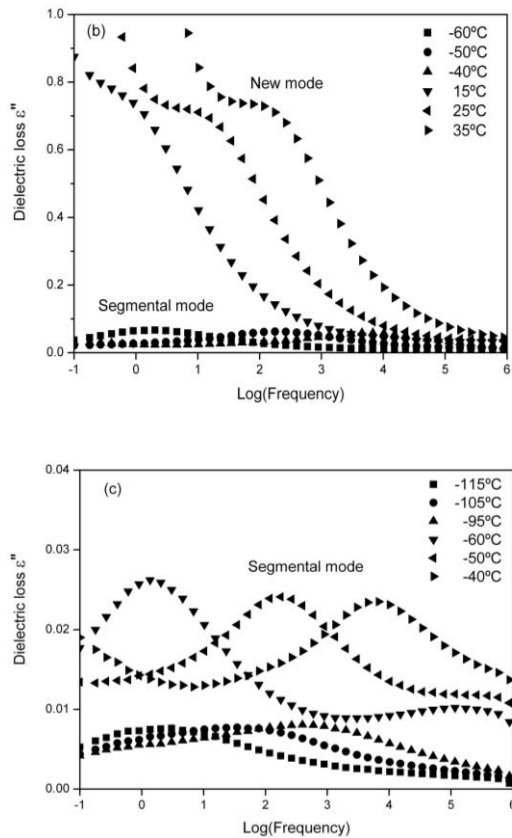 (b)
-60ºC
-50ºC
-40ºC
15ºC
25ºC
35ºC
New mode
Segmental mode
Dielectric loss ε"
1.0
0.8
0.6
0.4
0.2
0.0
-1 0 1 2 3 4 5 6
Log(Frequency)
(c)
-115ºC
-105ºC
-95ºC
-60ºC
-50ºC
-40ºC
Segmental mode
Dielectric loss ε"
0.04
0.03
0.02
0.01
0.00
-1 0 1 2 3 4 5 6
Log(Frequency)